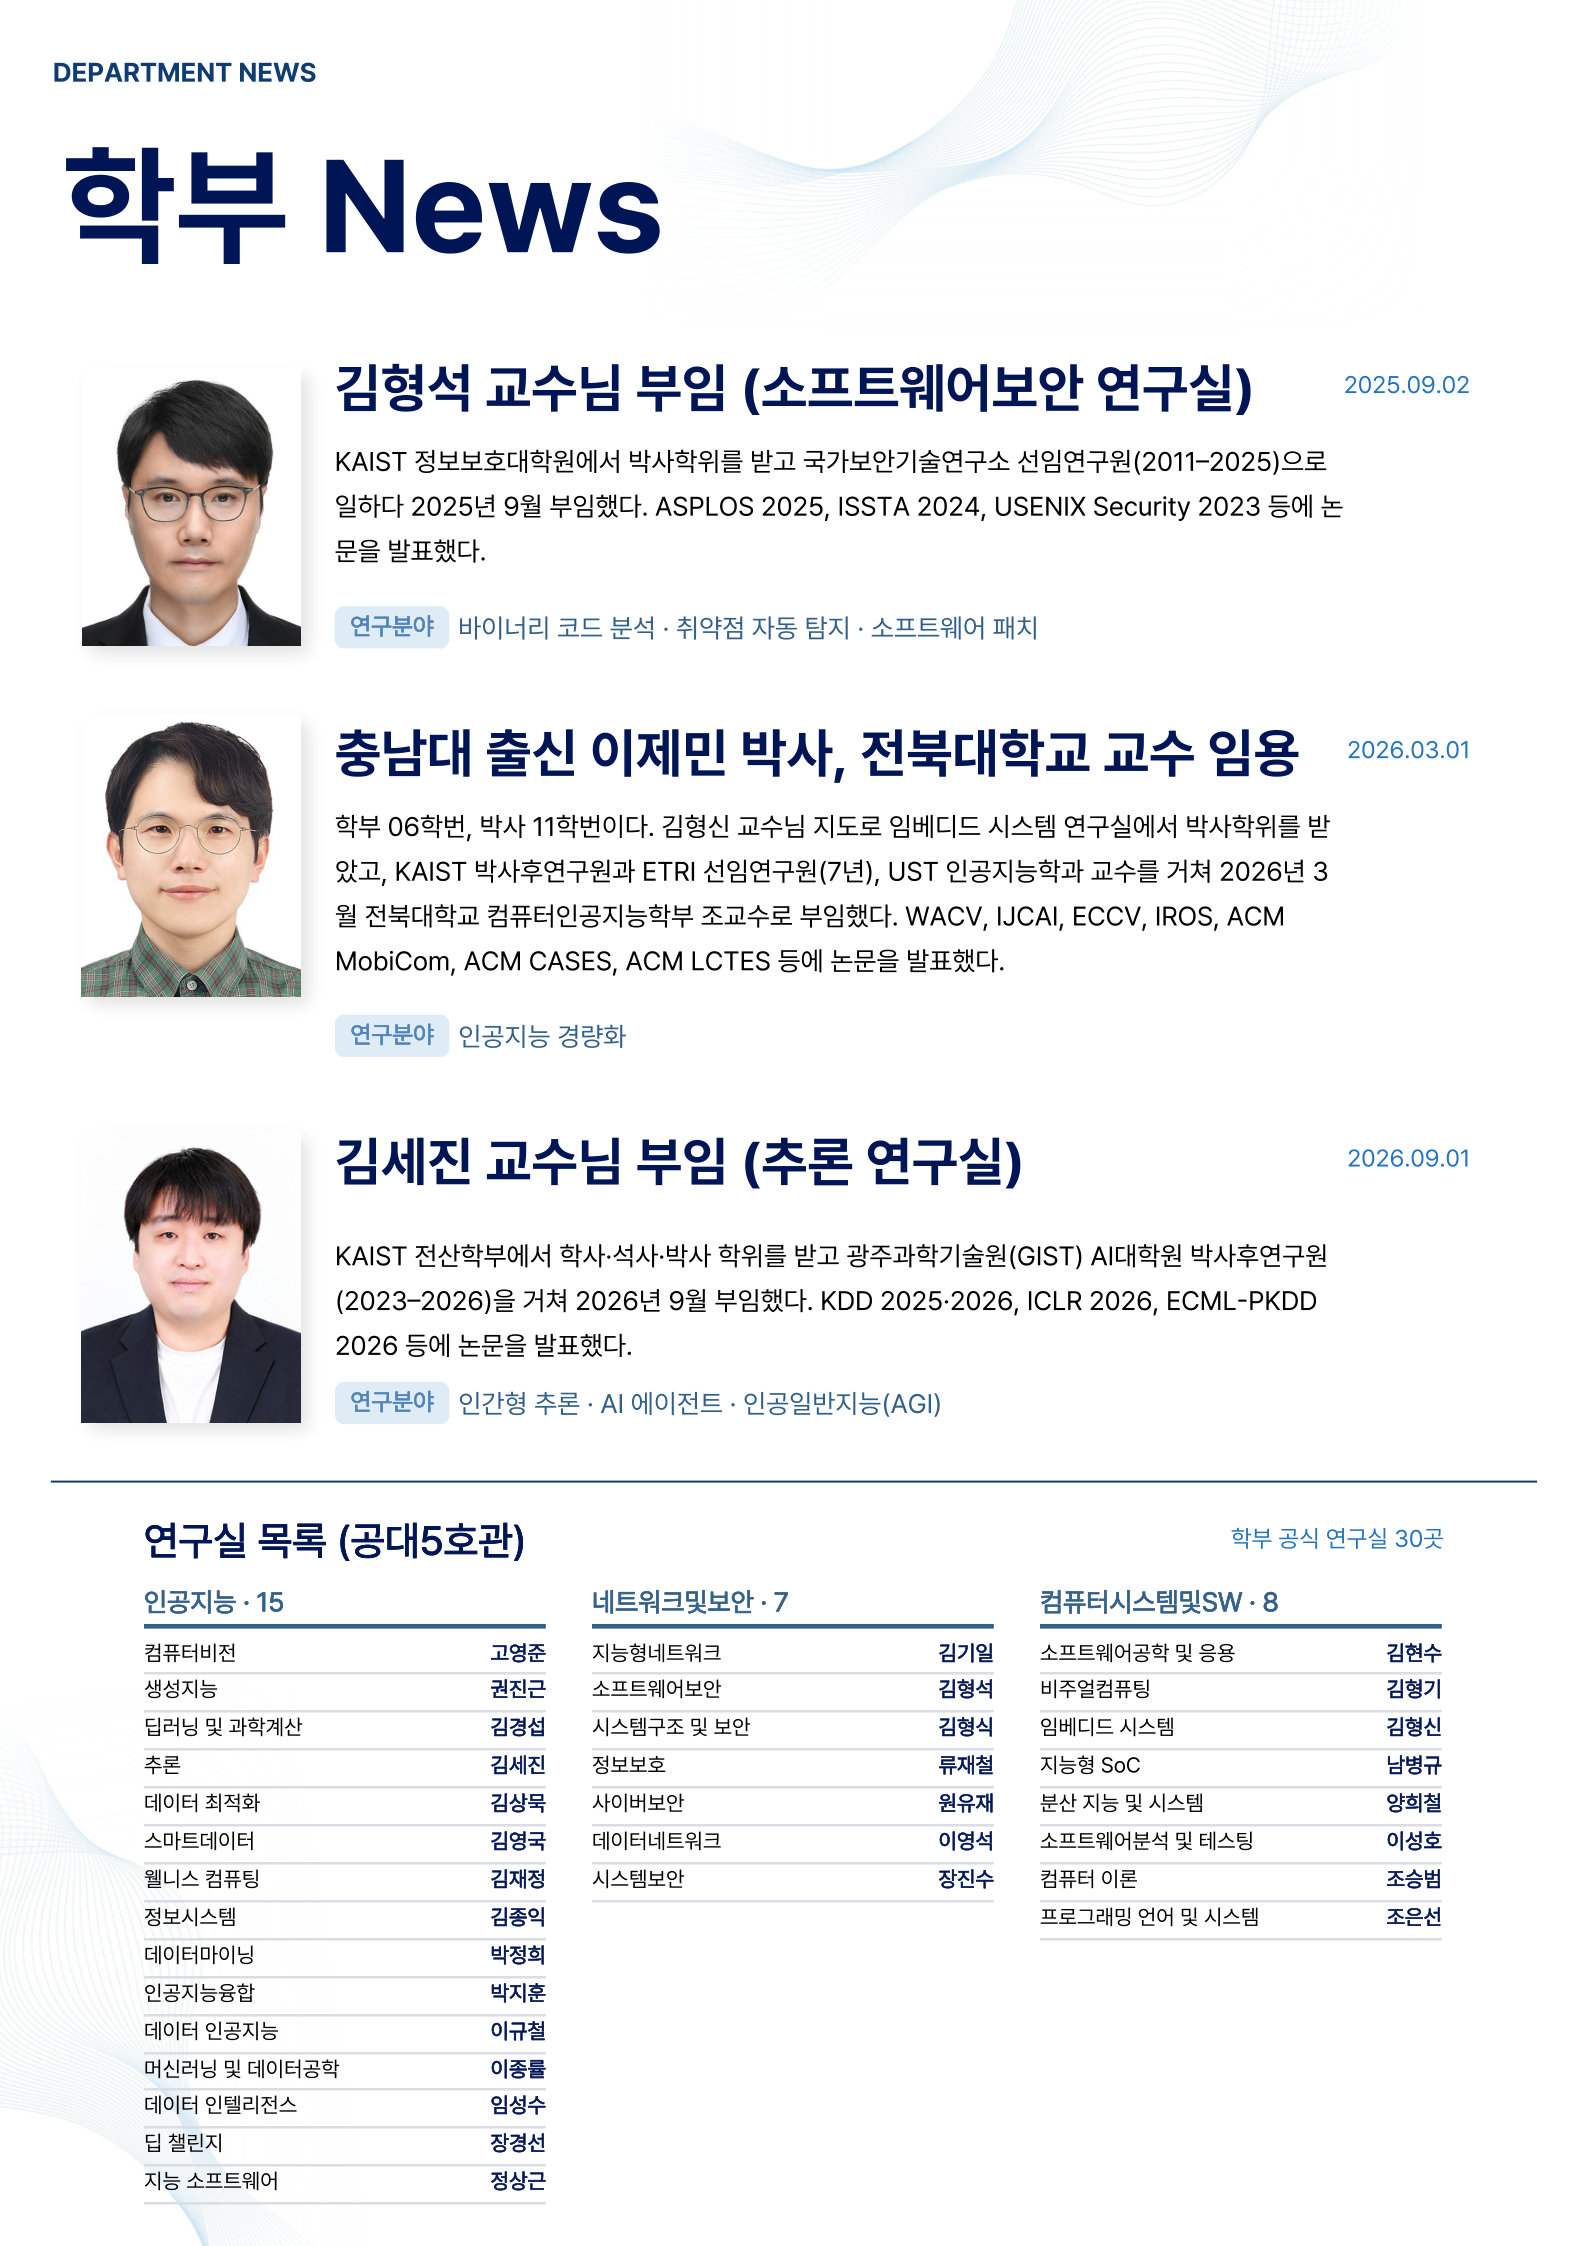 DEPARTMENT NEWS
학부 News
김형석 교수님 부임 (소프트웨어보안 연구실)
2025.09.02
KAIST 정보보호대학원에서 박사학위를 받고 국가보안기술연구소 선임연구원(2011–2025)으로
일하다 2025년 9월 부임했다. ASPLOS 2025, ISSTA 2024, USENIX Security 2023 등에 논
문을 발표했다.
연구분야 바이너리 코드 분석 · 취약점 자동 탐지 · 소프트웨어 패치
충남대 출신 이제민 박사, 전북대학교 교수 임용
2026.03.01
학부 06학번, 박사 11학번이다. 김형신 교수님 지도로 임베디드 시스템 연구실에서 박사학위를 받
았고, KAIST 박사후연구원과 ETRI 선임연구원(7년), UST 인공지능학과 교수를 거쳐 2026년 3
월 전북대학교 컴퓨터인공지능학부 조교수로 부임했다. WACV, IJCAI, ECCV, IROS, ACM
MobiCom, ACM CASES, ACM LCTES 등에 논문을 발표했다.
연구분야 인공지능 경량화
김세진 교수님 부임 (추론 연구실)
2026.09.01
KAIST 전산학부에서 학사·석사·박사 학위를 받고 광주과학기술원(GIST) AI대학원 박사후연구원
(2023–2026)을 거쳐 2026년 9월 부임했다. KDD 2025·2026, ICLR 2026, ECML-PKDD
2026 등에 논문을 발표했다.
연구분야 인간형 추론 · AI 에이전트 · 인공일반지능(AGI)
연구실 목록 (공대5호관)
학부 공식 연구실 30곳
인공지능 · 15
컴퓨터비전 고영준
생성지능 권진근
딥러닝 및 과학계산 김경섭
추론 김세진
데이터 최적화 김상묵
스마트데이터 김영국
웰니스 컴퓨팅 김재정
정보시스템 김종익
데이터마이닝 박정희
인공지능융합 박지훈
데이터 인공지능 이규철
머신러닝 및 데이터공학 이종률
데이터 인텔리전스 임성수
딥 챌린지 장경선
지능 소프트웨어 정상근
네트워크및보안 · 7
지능형네트워크 김기일
소프트웨어보안 김형석
시스템구조 및 보안 김형식
정보보호 류재철
사이버보안 원유재
데이터네트워크 이영석
시스템보안 장진수
컴퓨터시스템및SW · 8
소프트웨어공학 및 응용 김현수
비주얼컴퓨팅 김형기
임베디드 시스템 김형신
지능형 SoC 남병규
분산 지능 및 시스템 양희철
소프트웨어분석 및 테스팅 이성호
컴퓨터 이론 조승범
프로그래밍 언어 및 시스템 조은선